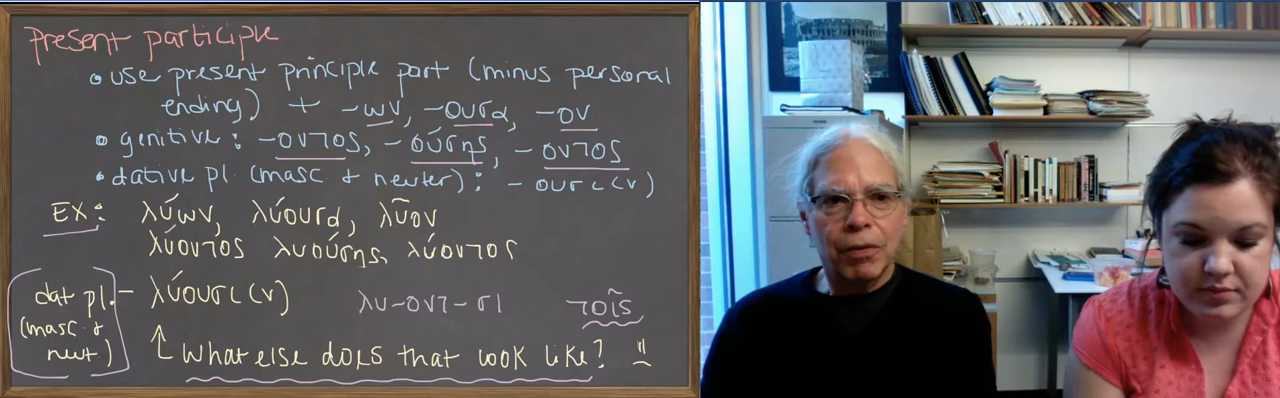 present participle
• use present principle part (minus personal
ending) + -ων, -ουσα, -ον
• genitive: -οντος, -ούσης, -οντος
• dative pl. (masc + neuter): -ουσι(ν)
EX: λύων, λύουσα, λῦον
λύοντος λυούσης, λύοντος
dat pl. - λύουσι(ν) λυ-οντ-σι τοῖς
(masc +
neut.)
What else does that look like?